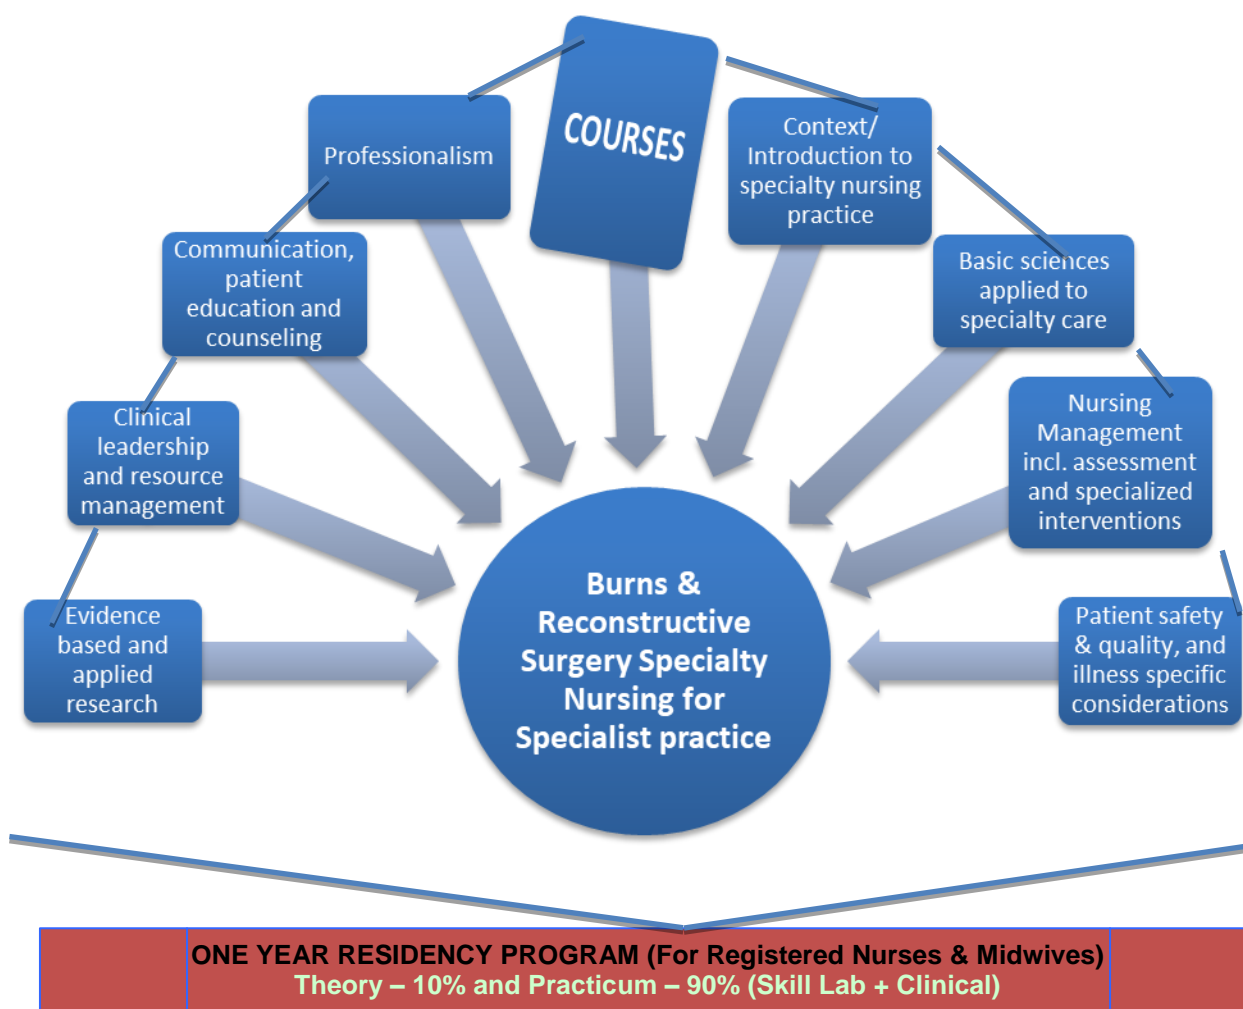 COURSES
Professionalism
Context/
Introduction to
specialty nursing
practice
Communication,
patient
education and
counseling
Basic sciences
applied to
specialty care
Clinical
leadership
and resource
management
Nursing
Management
incl. assessment
and specialized
interventions
Evidence
based and
applied
research
Burns &
Reconstructive
Surgery Specialty
Nursing for
Specialist practice
Patient safety
& quality, and
illness specific
considerations
ONE YEAR RESIDENCY PROGRAM (For Registered Nurses & Midwives)
Theory – 10% and Practicum – 90% (Skill Lab + Clinical)